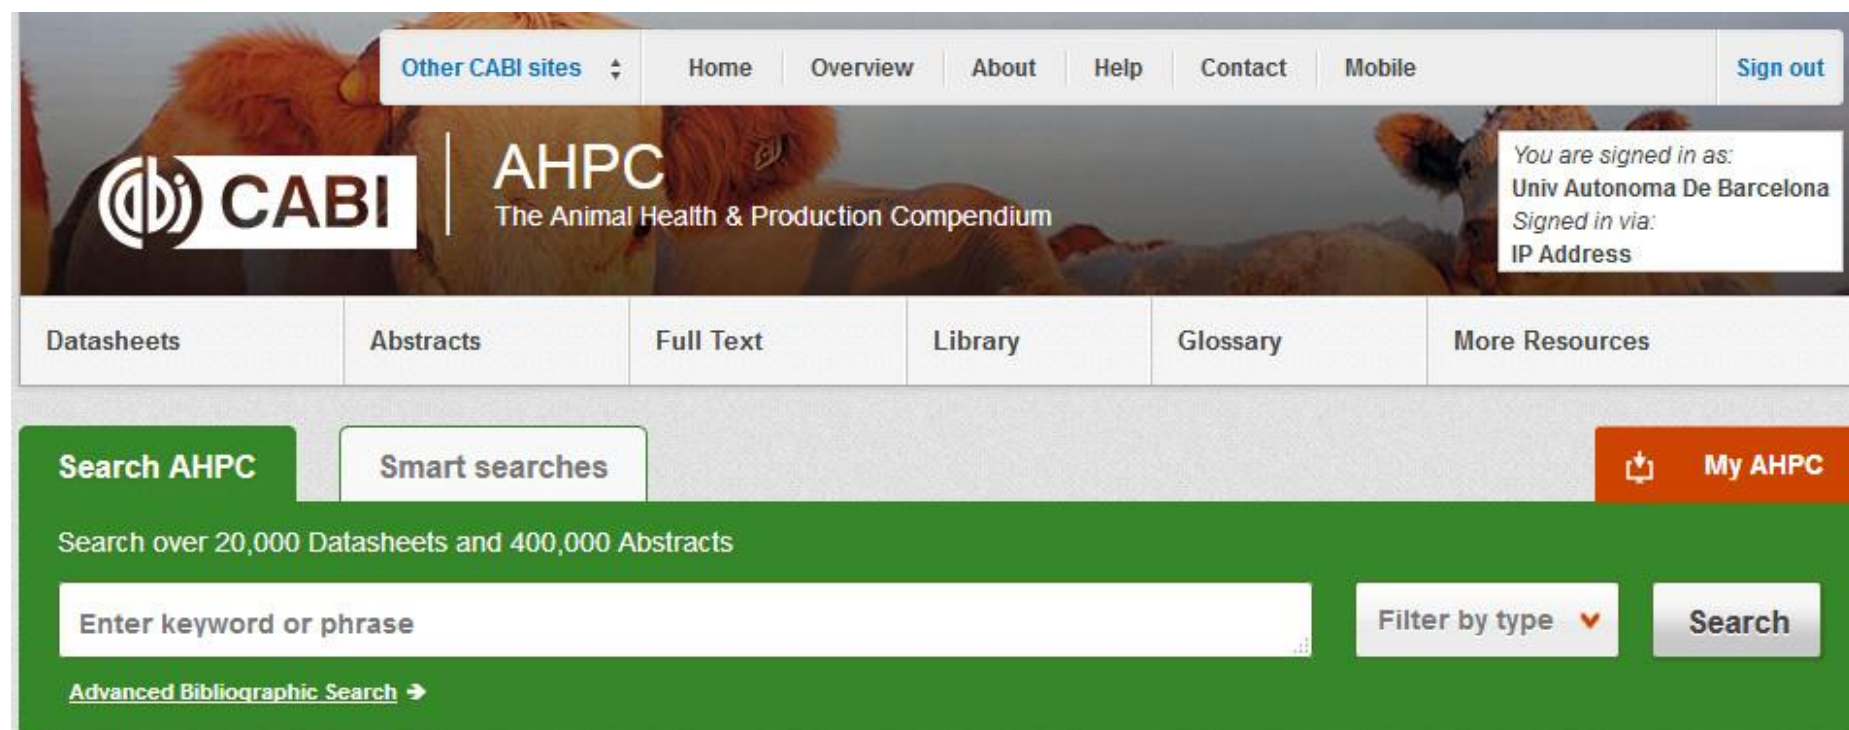 Other CABI sites Home Overview About Help Contact Mobile Sign out
CABI
AHPC
The Animal Health & Production Compendium
You are signed in as:
Univ Autonoma De Barcelona
Signed in via:
IP Address
Datasheets Abstracts Full Text Library Glossary More Resources
Search AHPC Smart searches My AHPC
Search over 20,000 Datasheets and 400,000 Abstracts
Enter keyword or phrase Filter by type Search
Advanced Bibliographic Search